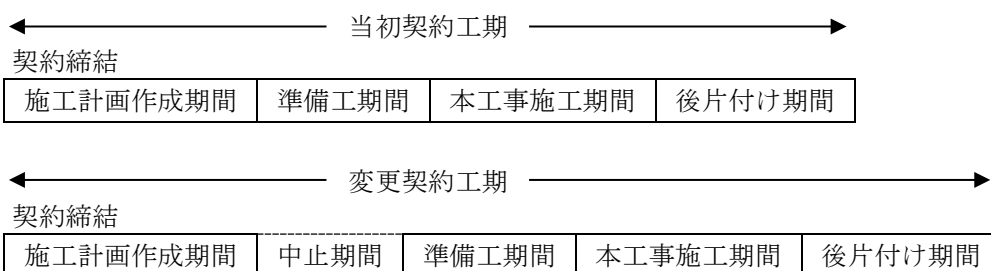 当初契約工期
契約締結
施工計画作成期間 準備工期間 本工事施工期間 後片付け期間
変更契約工期
契約締結
施工計画作成期間 中止期間 準備工期間 本工事施工期間 後片付け期間